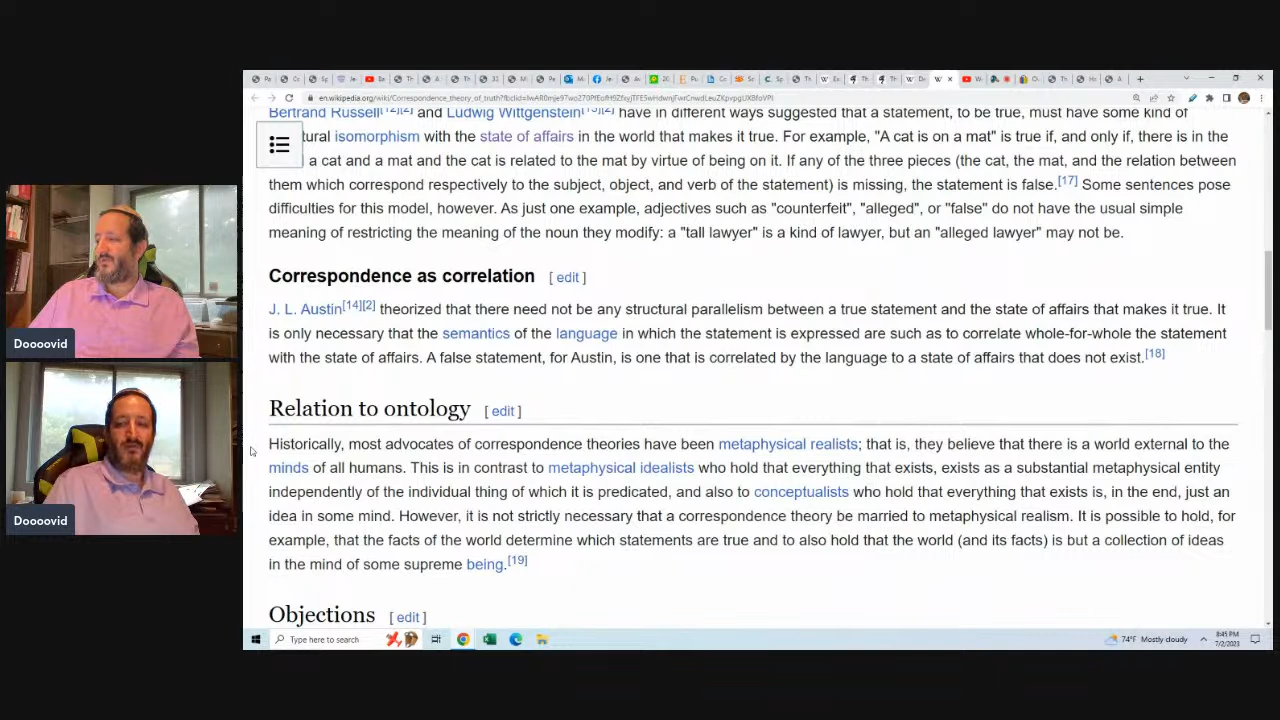 en.wikipedia.org/wiki/Correspondence_theory_of_truth?fbclid=
Bertrand Russell[12][2] and Ludwig Wittgenstein[13][2] have in different ways suggested that a statement, to be true, must have some kind of
tural isomorphism with the state of affairs in the world that makes it true. For example, "A cat is on a mat" is true if, and only if, there is in the
a cat and a mat and the cat is related to the mat by virtue of being on it. If any of the three pieces (the cat, the mat, and the relation between
them which correspond respectively to the subject, object, and verb of the statement) is missing, the statement is false.[17] Some sentences pose
difficulties for this model, however. As just one example, adjectives such as "counterfeit", "alleged", or "false" do not have the usual simple
meaning of restricting the meaning of the noun they modify: a "tall lawyer" is a kind of lawyer, but an "alleged lawyer" may not be.
Correspondence as correlation [ edit ]
J. L. Austin[14][2] theorized that there need not be any structural parallelism between a true statement and the state of affairs that makes it true. It
is only necessary that the semantics of the language in which the statement is expressed are such as to correlate whole-for-whole the statement
with the state of affairs. A false statement, for Austin, is one that is correlated by the language to a state of affairs that does not exist.[18]
Relation to ontology [ edit ]
Historically, most advocates of correspondence theories have been metaphysical realists; that is, they believe that there is a world external to the
minds of all humans. This is in contrast to metaphysical idealists who hold that everything that exists, exists as a substantial metaphysical entity
independently of the individual thing of which it is predicated, and also to conceptualists who hold that everything that exists is, in the end, just an
idea in some mind. However, it is not strictly necessary that a correspondence theory be married to metaphysical realism. It is possible to hold, for
example, that the facts of the world determine which statements are true and to also hold that the world (and its facts) is but a collection of ideas
in the mind of some supreme being.[19]
Objections [ edit ]
Type here to search
74°F Mostly cloudy
8:45 PM
7/2/2023
Doooovid
Doooovid